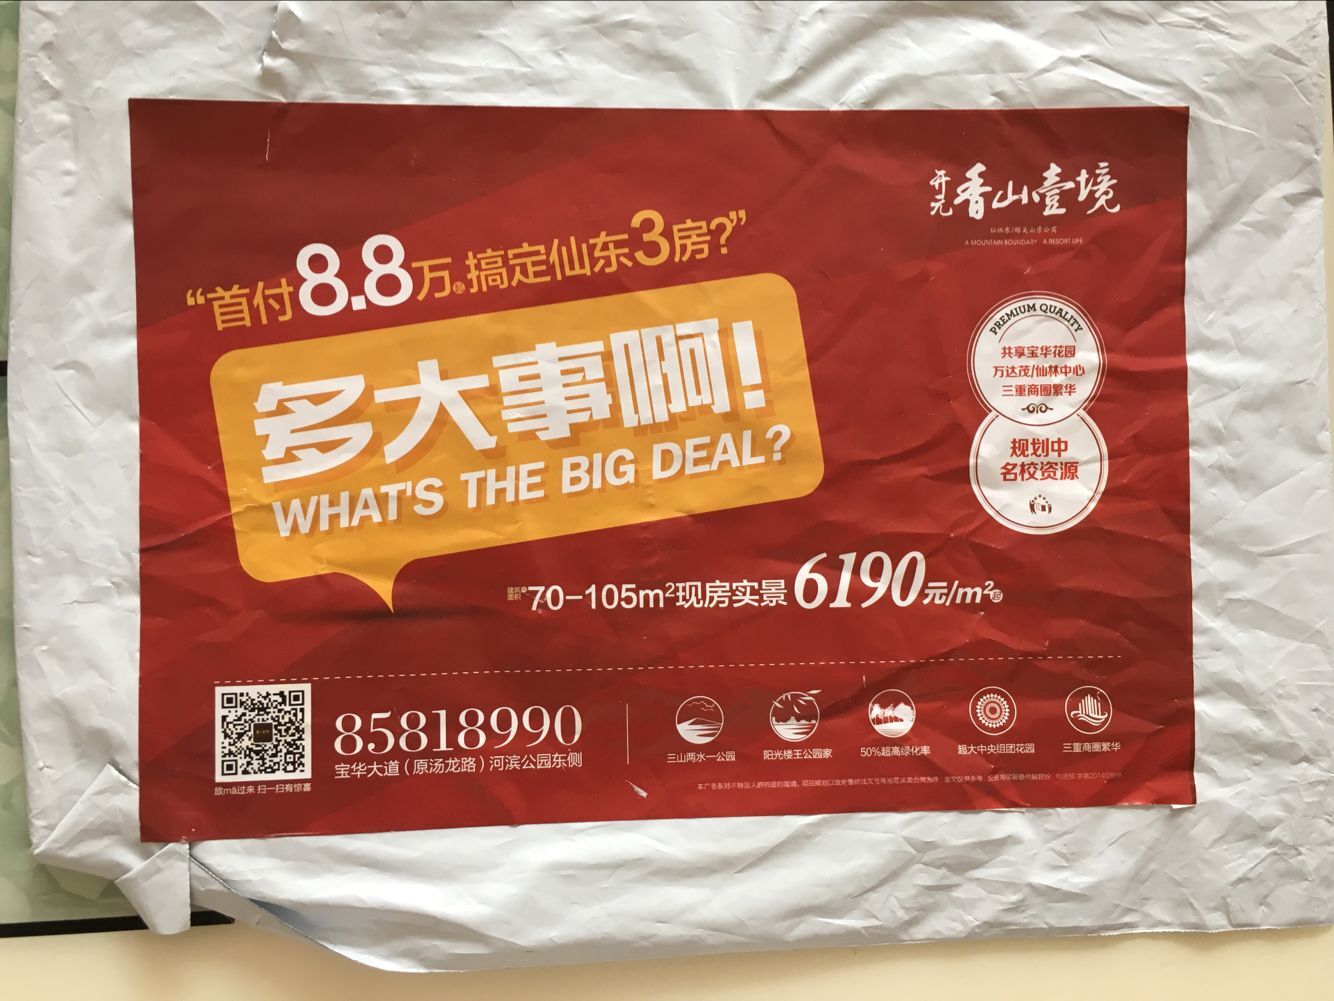 开元
香山壹境
仙林东/醇美山景公寓
A MOUNTAIN BOUNDARY A RESORT LIFE
“首付8.8万起搞定仙东3房?”
多大事啊!
WHAT'S THE BIG DEAL?
PREMIUM QUALITY
共享宝华花园
万达茂/仙林中心
三重商圈繁华
规划中
名校资源
建筑面积约70-105m²现房实景6190元/m²起
85818990
宝华大道（原汤龙路）河滨公园东侧
放mǎ过来 扫一扫有惊喜
三山两水一公园
阳光楼王公园家
50%超高绿化率
超大中央组团花园
三重商圈繁华